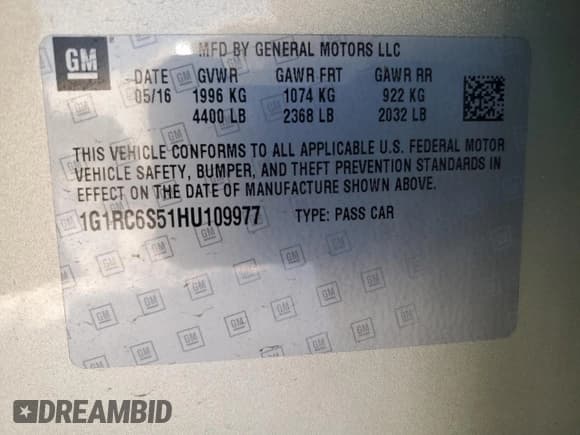 GM
MFD BY GENERAL MOTORS LLC
DATE GVWR GAWR FRT GAWR RR
05/16 1996 KG 1074 KG 922 KG
4400 LB 2368 LB 2032 LB
THIS VEHICLE CONFORMS TO ALL APPLICABLE U.S. FEDERAL MOTOR
VEHICLE SAFETY, BUMPER, AND THEFT PREVENTION STANDARDS IN
EFFECT ON THE DATE OF MANUFACTURE SHOWN ABOVE.
1G1RC6S51HU109977 TYPE: PASS CAR
DREAMBID